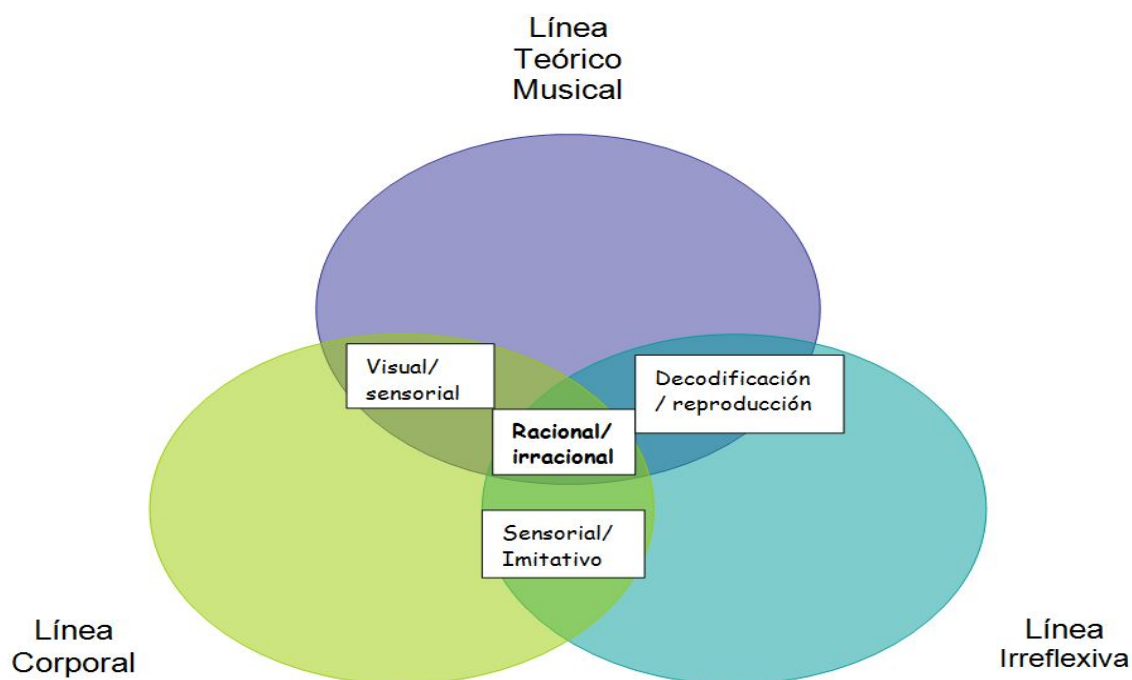 Línea
Teórico
Musical
Visual/
sensorial
Decodificación
/ reproducción
Racional/
irracional
Sensorial/
Imitativo
Línea
Corporal
Línea
Irreflexiva